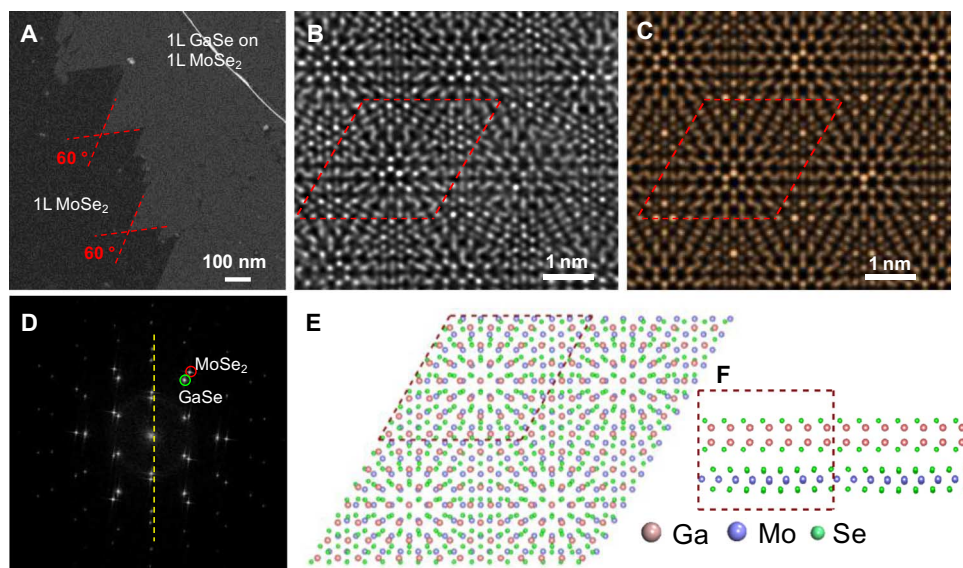 A
1L GaSe on
1L MoSe₂
60 °
1L MoSe₂
60 °
100 nm
B
1 nm
C
1 nm
D
MoSe₂
GaSe
E
F
Ga Mo Se